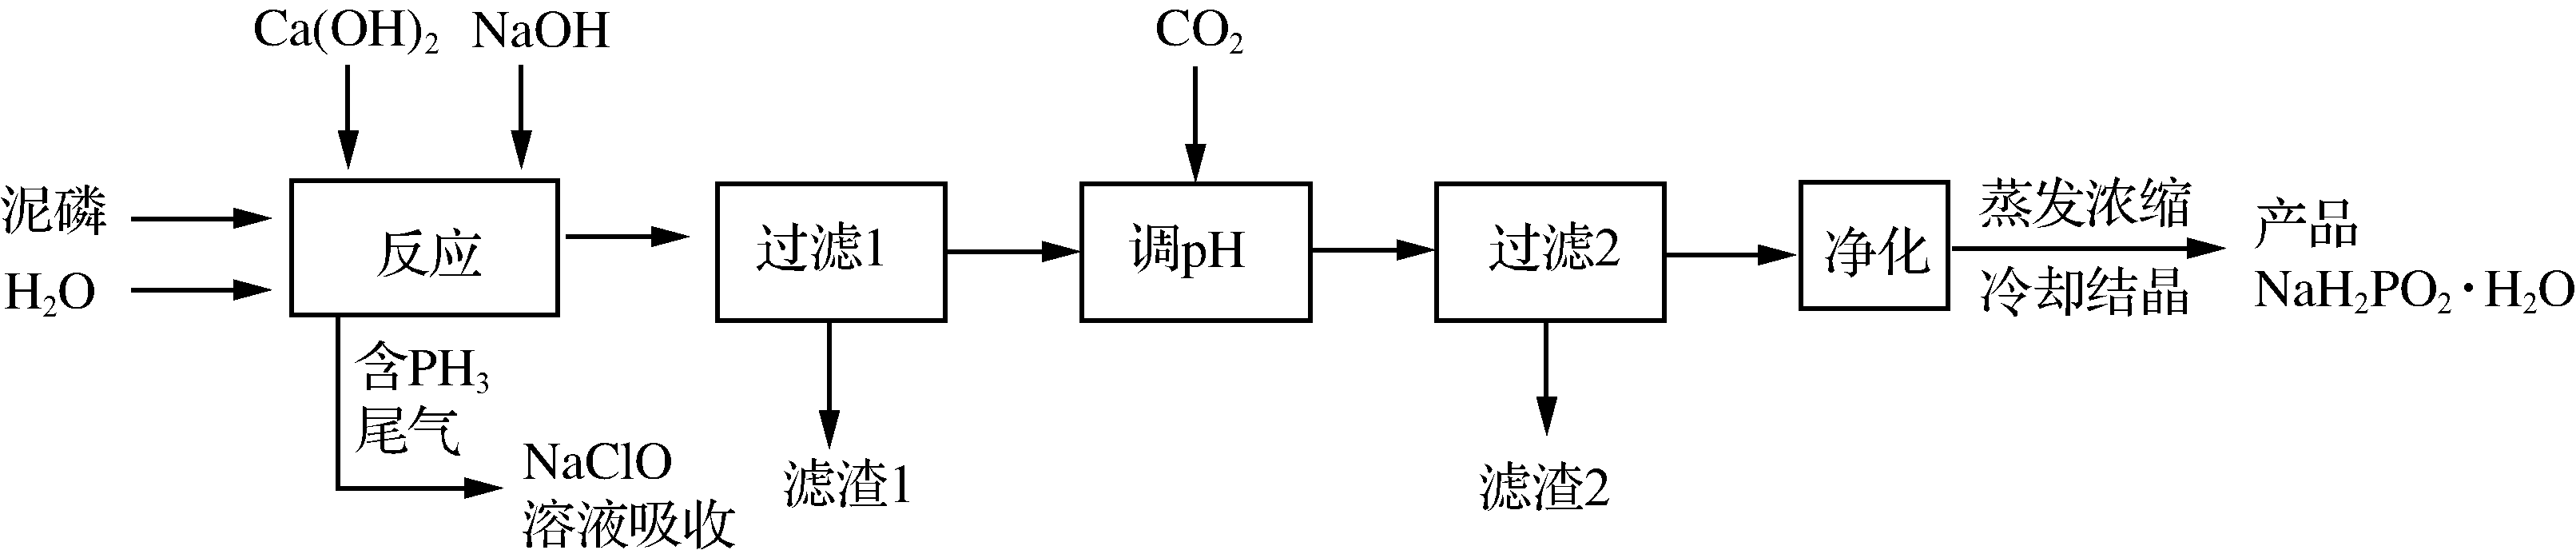 Ca(OH)₂
NaOH
CO₂
泥磷
H₂O
反应
过滤1
调pH
过滤2
净化
蒸发浓缩
冷却结晶
产品
NaH₂PO₂·H₂O
含PH₃
尾气
NaClO
溶液吸收
滤渣1
滤渣2